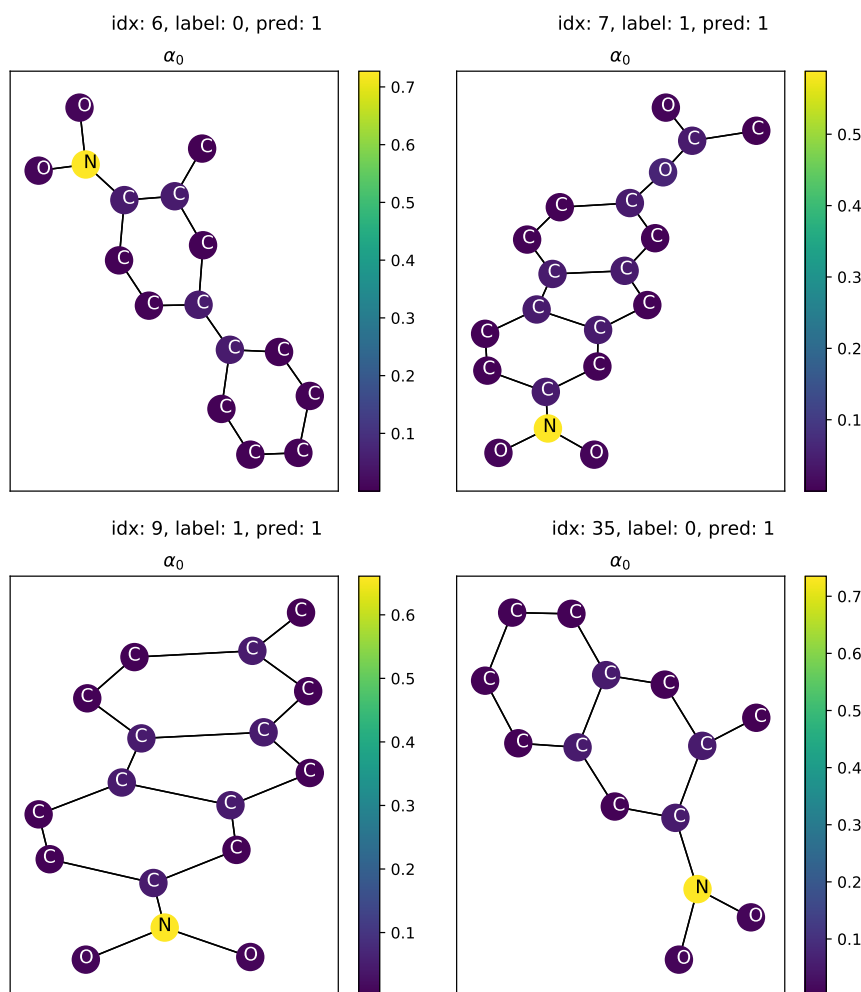 idx: 6, label: 0, pred: 1
α₀
O
C
N
O
C C
C
C
C C
C C
C
C
C C
0.7
0.6
0.5
0.4
0.3
0.2
0.1
idx: 7, label: 1, pred: 1
α₀
O
C
C
O
C
C
C
C
C C
C
C
C
C
C
C
C
N
O O
0.5
0.4
0.3
0.2
0.1
idx: 9, label: 1, pred: 1
α₀
C
C
C
C
C
C
C
C
C
C
C
C
C
C
N
O O
0.6
0.5
0.4
0.3
0.2
0.1
idx: 35, label: 0, pred: 1
α₀
C C
C
C
C
C
C C C
C
C
N
O
O
0.7
0.6
0.5
0.4
0.3
0.2
0.1